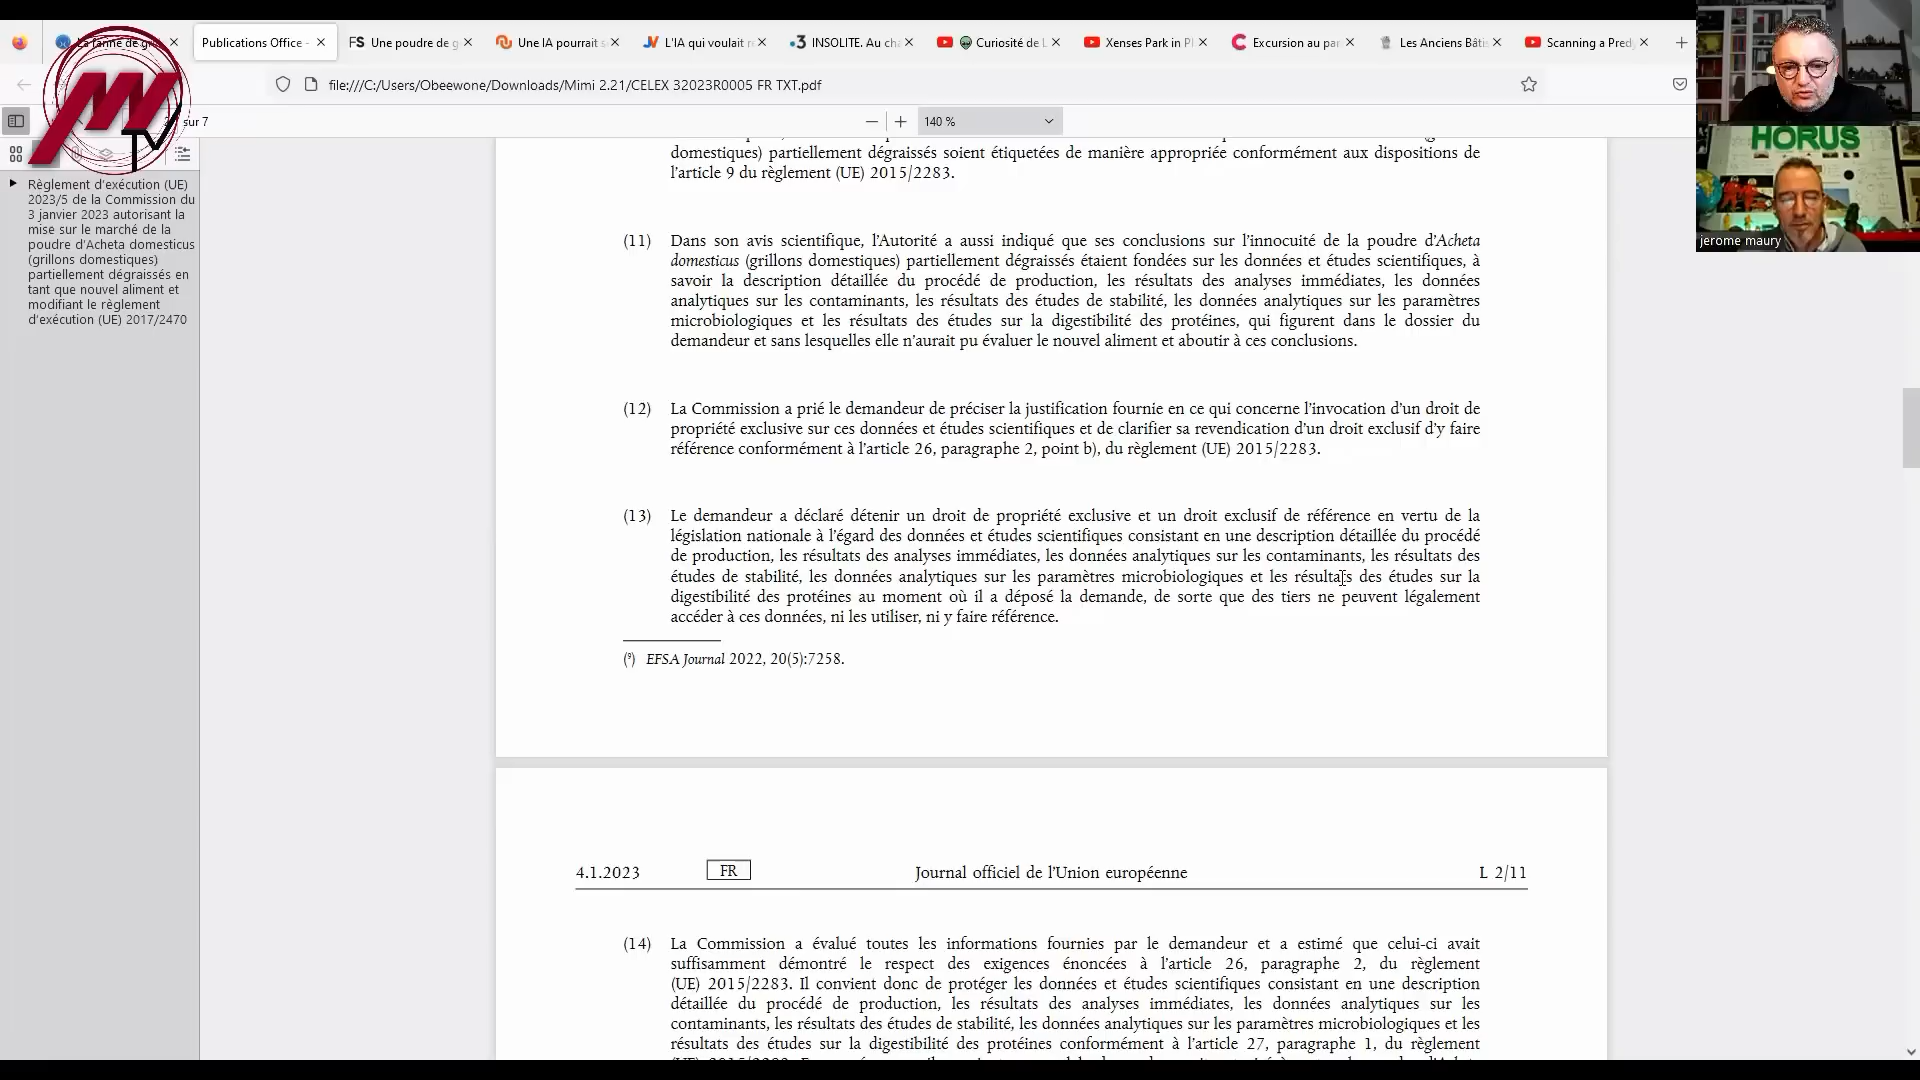 La farine de gr
Publications Office -
FS Une poudre de g
Une IA pourrait s
L'IA qui voulait r
3 INSOLITE. Au ch
Curiosité de L
Xenses Park in Pl
Excursion au par
Les Anciens Bâti
Scanning a Pred
file:///C:/Users/Obeewone/Downloads/Mimi 2.21/CELEX 32023R0005 FR TXT.pdf
sur 7
140 %
TV
HORUS
jerome maury
Règlement d'exécution (UE)
2023/5 de la Commission du
3 janvier 2023 autorisant la
mise sur le marché de la
poudre d'Acheta domesticus
(grillons domestiques)
partiellement dégraissés en
tant que nouvel aliment et
modifiant le règlement
d'exécution (UE) 2017/2470
domestiques) partiellement dégraissés soient étiquetées de manière appropriée conformément aux dispositions de
l'article 9 du règlement (UE) 2015/2283.
(11) Dans son avis scientifique, l'Autorité a aussi indiqué que ses conclusions sur l'innocuité de la poudre d'Acheta
domesticus (grillons domestiques) partiellement dégraissés étaient fondées sur les données et études scientifiques, à
savoir la description détaillée du procédé de production, les résultats des analyses immédiates, les données
analytiques sur les contaminants, les résultats des études de stabilité, les données analytiques sur les paramètres
microbiologiques et les résultats des études sur la digestibilité des protéines, qui figurent dans le dossier du
demandeur et sans lesquelles elle n'aurait pu évaluer le nouvel aliment et aboutir à ces conclusions.
(12) La Commission a prié le demandeur de préciser la justification fournie en ce qui concerne l'invocation d'un droit de
propriété exclusive sur ces données et études scientifiques et de clarifier sa revendication d'un droit exclusif d'y faire
référence conformément à l'article 26, paragraphe 2, point b), du règlement (UE) 2015/2283.
(13) Le demandeur a déclaré détenir un droit de propriété exclusive et un droit exclusif de référence en vertu de la
législation nationale à l'égard des données et études scientifiques consistant en une description détaillée du procédé
de production, les résultats des analyses immédiates, les données analytiques sur les contaminants, les résultats des
études de stabilité, les données analytiques sur les paramètres microbiologiques et les résultats des études sur la
digestibilité des protéines au moment où il a déposé la demande, de sorte que des tiers ne peuvent légalement
accéder à ces données, ni les utiliser, ni y faire référence.
(⁹) EFSA Journal 2022, 20(5):7258.
4.1.2023 FR Journal officiel de l'Union européenne L 2/11
(14) La Commission a évalué toutes les informations fournies par le demandeur et a estimé que celui-ci avait
suffisamment démontré le respect des exigences énoncées à l'article 26, paragraphe 2, du règlement
(UE) 2015/2283. Il convient donc de protéger les données et études scientifiques consistant en une description
détaillée du procédé de production, les résultats des analyses immédiates, les données analytiques sur les
contaminants, les résultats des études de stabilité, les données analytiques sur les paramètres microbiologiques et les
résultats des études sur la digestibilité des protéines conformément à l'article 27, paragraphe 1, du règlement